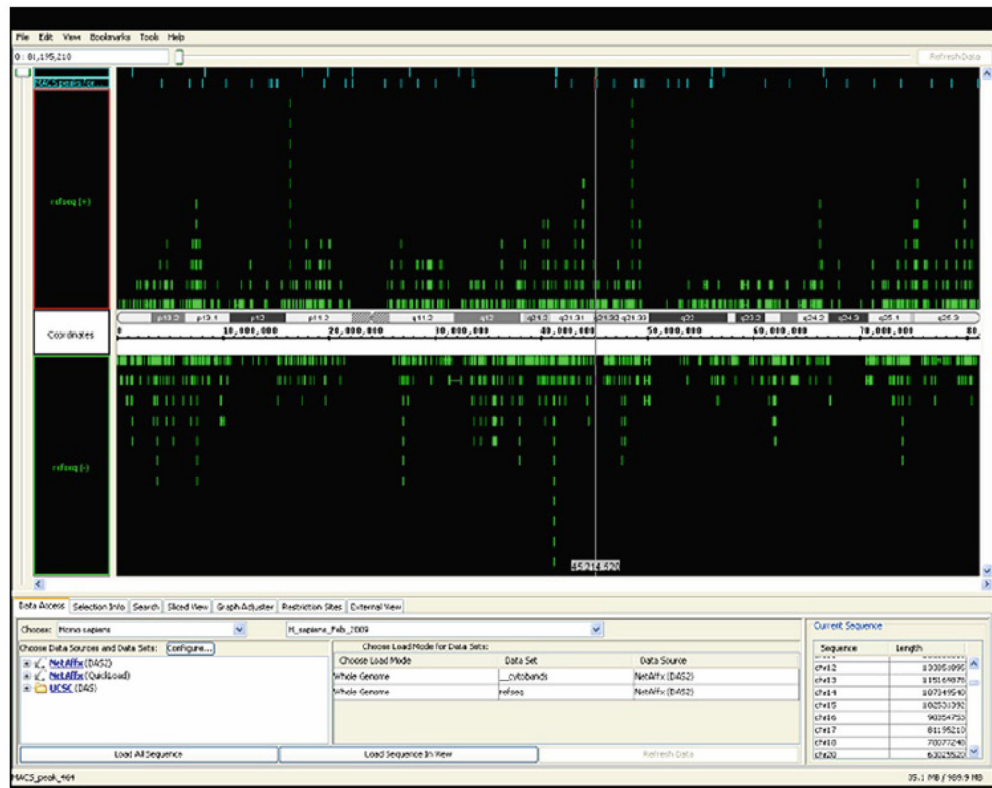 File Edit View Bookmarks Tools Help
0 : 81,195,210
Refresh Data
MACS peaks for
refseq (+)
p13.2 p13.1 p12 p11.2 q11.2 q12 q21.2 q21.31 q21.32 q21.33 q22 q23.2 q24.2 q24.3 q25.1 q25.3
Coordinates
0 10,000,000 20,000,000 30,000,000 40,000,000 50,000,000 60,000,000 70,000,000 80,
refseq (-)
45,214,520
Data Access Selection Info Search Sliced View Graph Adjuster Restriction Sites External View
Choose: Homo sapiens H_sapiens_Feb_2009
Choose Data Sources and Data Sets: Configure...
NetAffx (DAS2)
NetAffx (QuickLoad)
UCSC (DAS)
Choose Load Mode for Data Sets:
Choose Load Mode Data Set Data Source
Whole Genome __cytobands NetAffx (DAS2)
Whole Genome refseq NetAffx (DAS2)
Current Sequence
Sequence Length
chr12 133851895
chr13 115169878
chr14 107349540
chr15 102531392
chr16 90354753
chr17 81195210
chr18 78077248
chr20 63025520
Load All Sequence Load Sequence In View Refresh Data
MACS_peak_464
35.1 MB / 989.9 MB